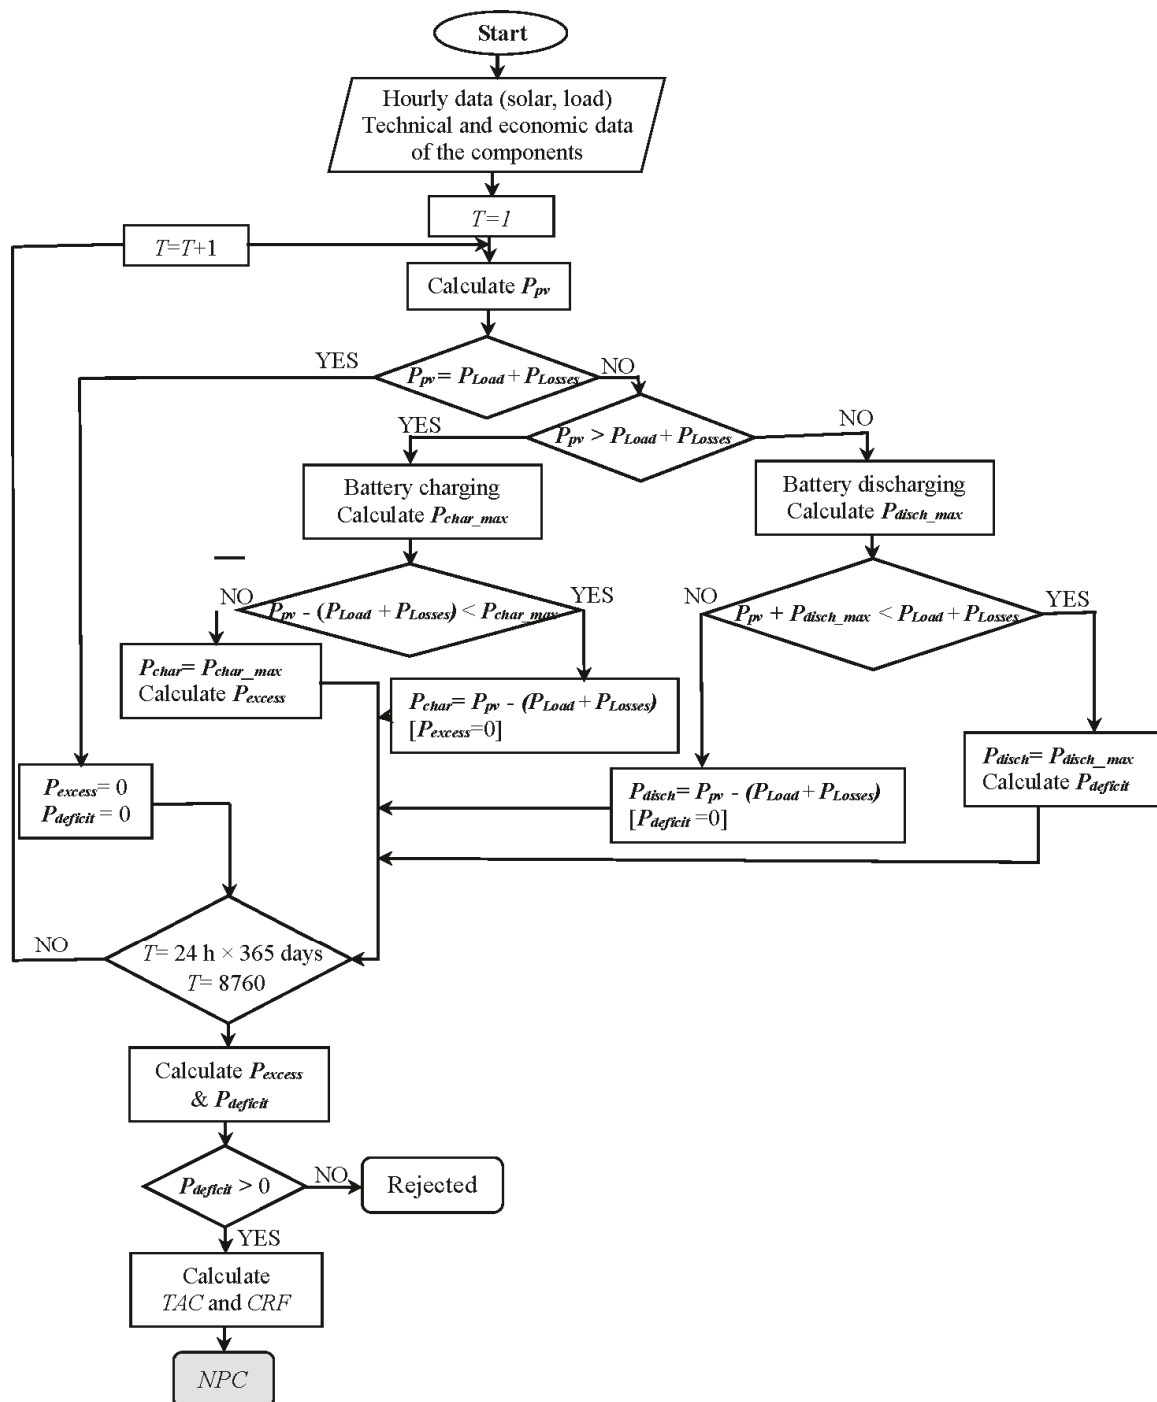 Start
Hourly data (solar, load)
Technical and economic data
of the components
T=1
T=T+1
Calculate Ppv
YES
Ppv = PLoad + PLosses
NO
YES
Ppv > PLoad + PLosses
NO
Battery charging
Calculate Pchar_max
Battery discharging
Calculate Pdisch_max
NO
Ppv - (PLoad + PLosses) < Pchar_max
YES
NO
Ppv + Pdisch_max < PLoad + PLosses
YES
Pchar= Pchar_max
Calculate Pexcess
Pchar= Ppv - (PLoad + PLosses)
[Pexcess=0]
Pdisch= Pdisch_max
Calculate Pdeficit
Pexcess= 0
Pdeficit = 0
Pdisch= Ppv - (PLoad + PLosses)
[Pdeficit =0]
NO
T= 24 h × 365 days
T= 8760
Calculate Pexcess
& Pdeficit
Pdeficit > 0
NO
Rejected
YES
Calculate
TAC and CRF
NPC